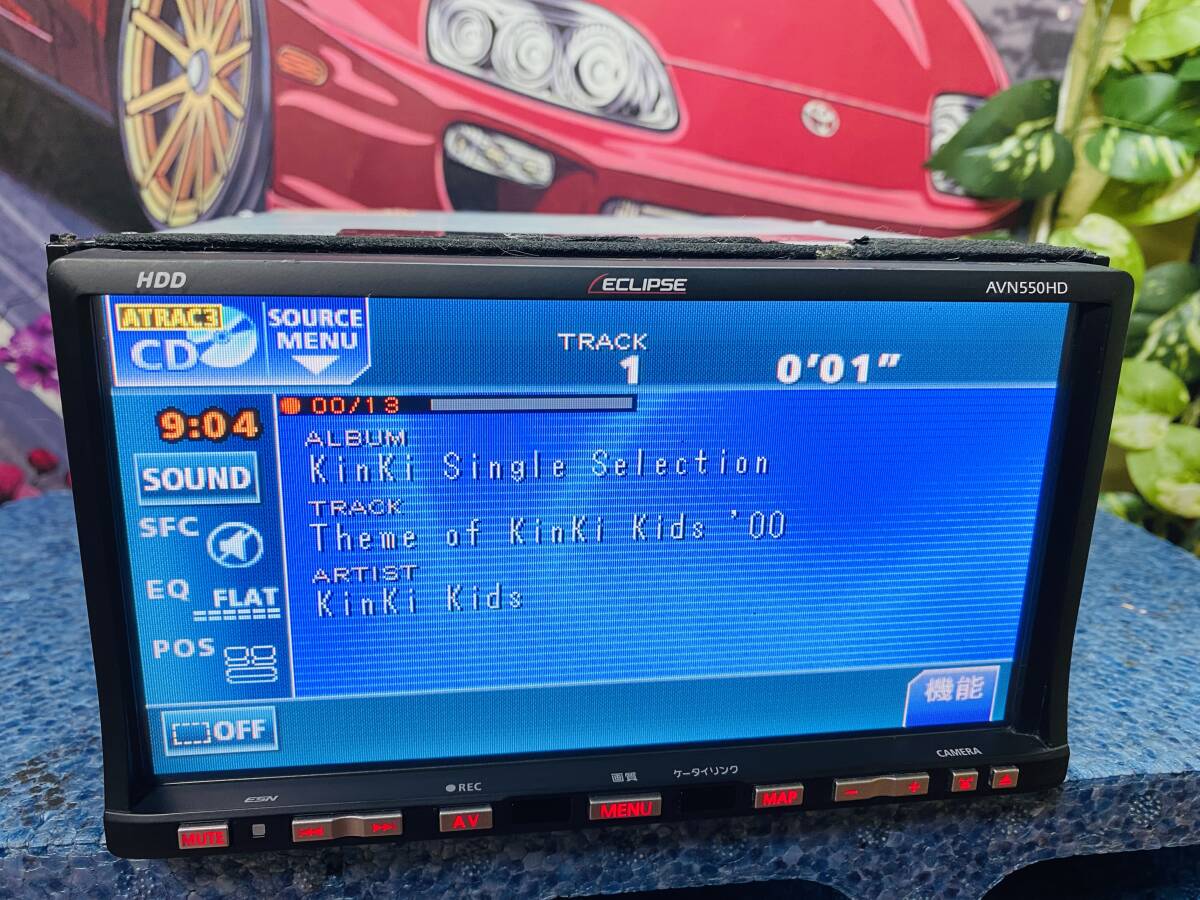 HDD
ECLIPSE
AVN550HD
ATRAC3
CD
SOURCE
MENU
TRACK
1
0'01"
9:04
00/13
SOUND
ALBUM
KinKi Single Selection
TRACK
Theme of KinKi Kids '00
SFC
ARTIST
KinKi Kids
EQ
FLAT
POS
OFF
機能
ESN
REC
画質
ケータイリンク
CAMERA
MUTE
AV
MENU
MAP